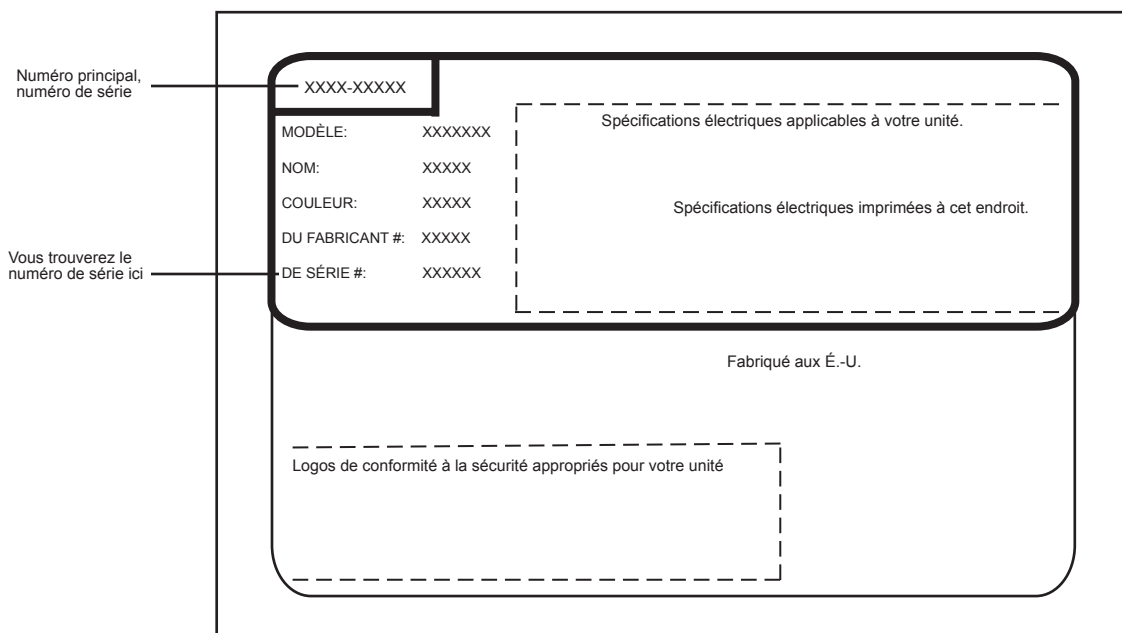 Numéro principal,
numéro de série
XXXX-XXXXX
MODÈLE: XXXXXXX
NOM: XXXXX
COULEUR: XXXXX
DU FABRICANT #: XXXXX
Vous trouverez le
numéro de série ici
DE SÉRIE #: XXXXXX
Spécifications électriques applicables à votre unité.
Spécifications électriques imprimées à cet endroit.
Fabriqué aux É.-U.
Logos de conformité à la sécurité appropriés pour votre unité